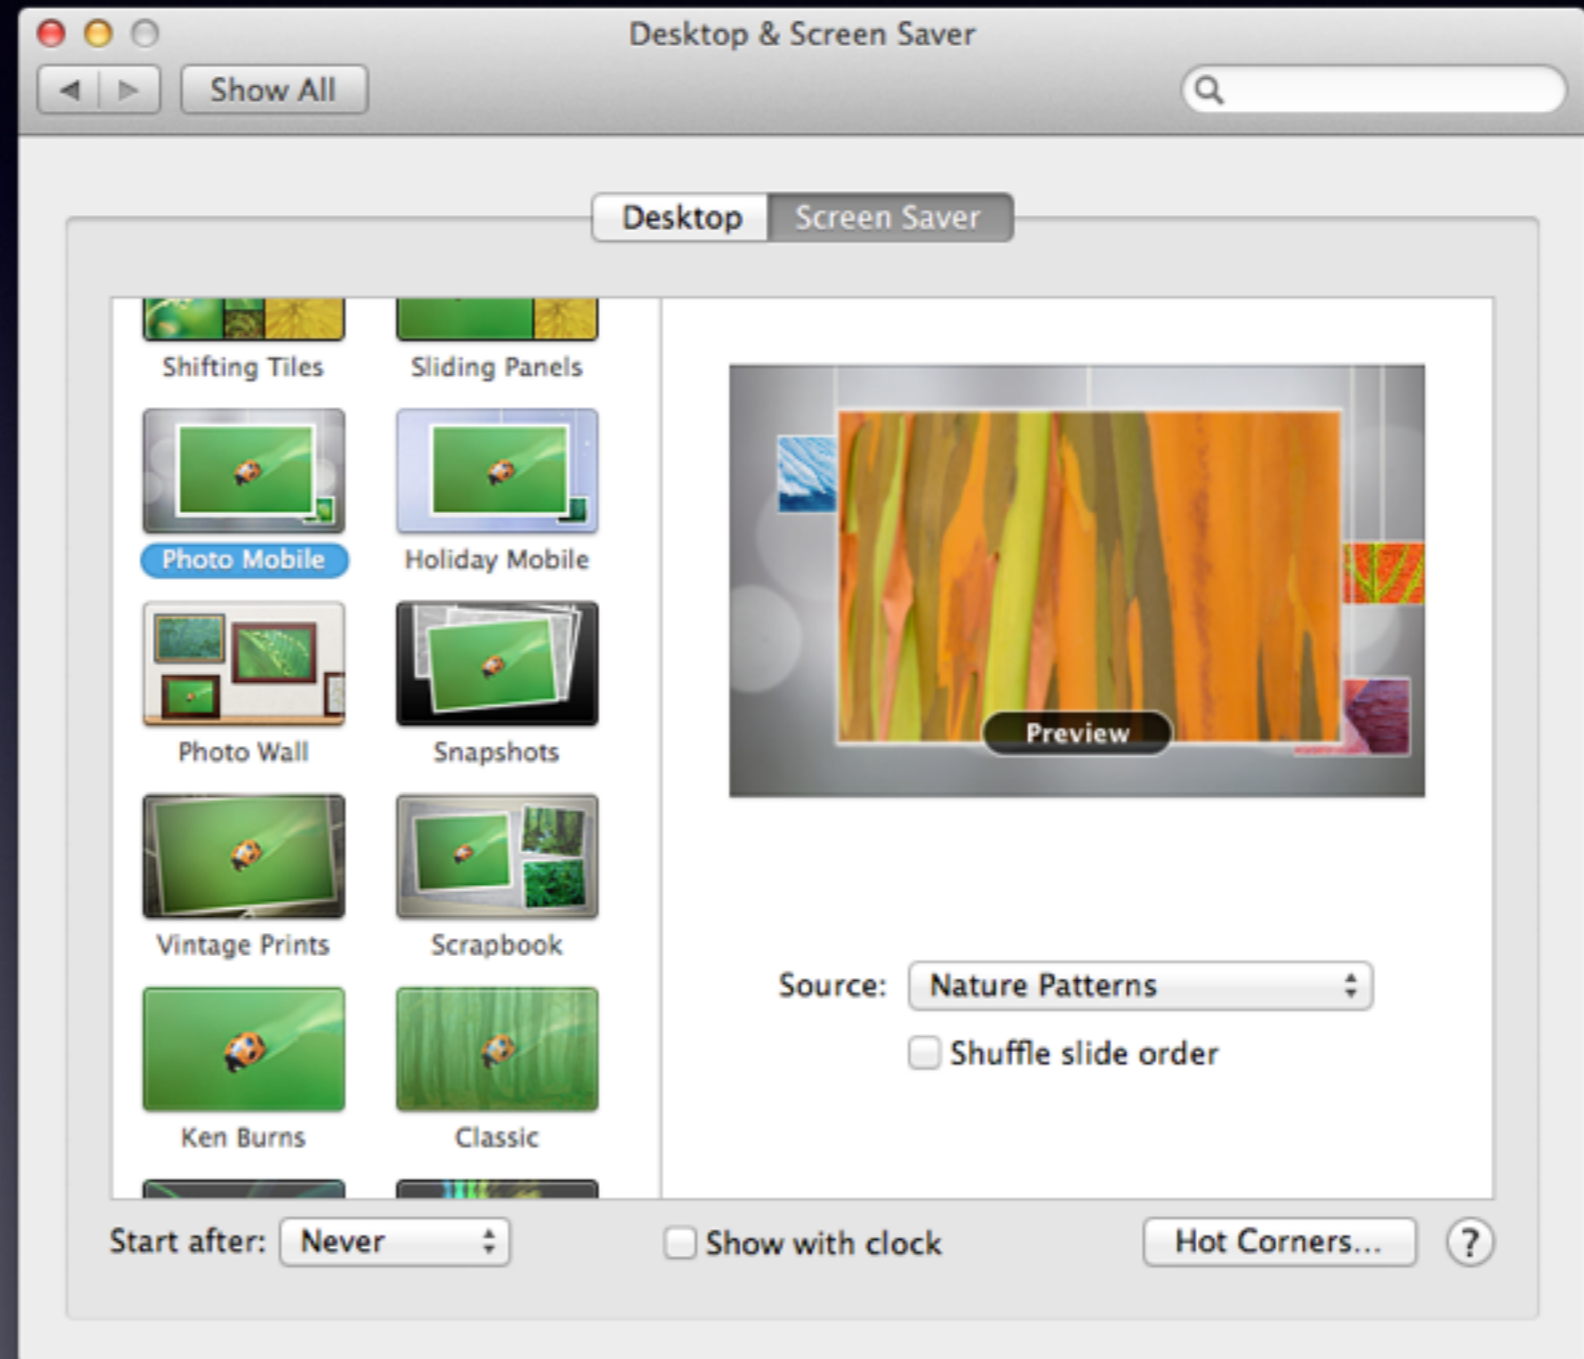 Desktop & Screen Saver
Show All
Desktop Screen Saver
Shifting Tiles Sliding Panels
Photo Mobile Holiday Mobile
Photo Wall Snapshots
Vintage Prints Scrapbook
Ken Burns Classic
Preview
Source: Nature Patterns
Shuffle slide order
Start after: Never Show with clock Hot Corners... ?